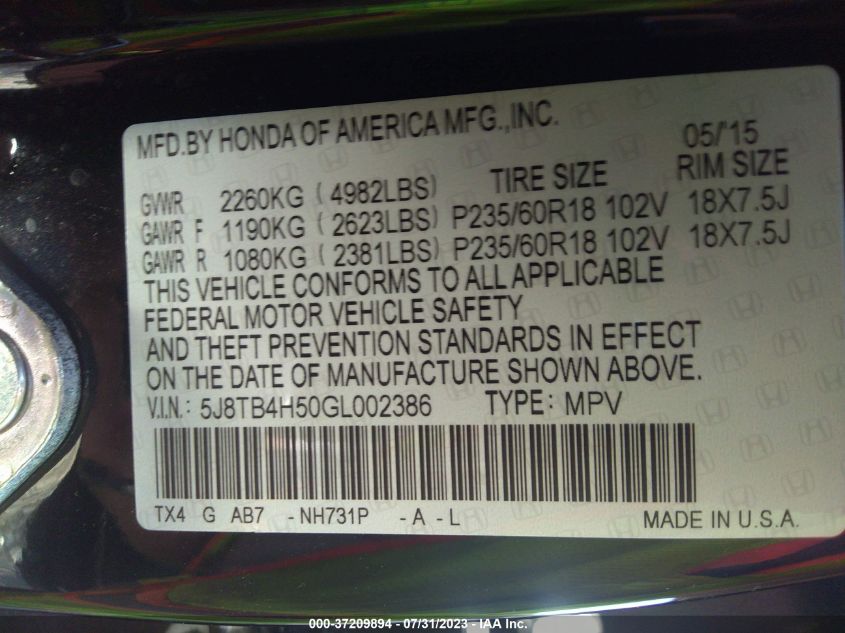 MFD.BY HONDA OF AMERICA MFG.,INC. 05/'15
TIRE SIZE RIM SIZE
GVWR 2260KG ( 4982LBS)
GAWR F 1190KG ( 2623LBS) P235/60R18 102V 18X7.5J
GAWR R 1080KG ( 2381LBS) P235/60R18 102V 18X7.5J
THIS VEHICLE CONFORMS TO ALL APPLICABLE
FEDERAL MOTOR VEHICLE SAFETY
AND THEFT PREVENTION STANDARDS IN EFFECT
ON THE DATE OF MANUFACTURE SHOWN ABOVE.
V.I.N.: 5J8TB4H50GL002386 TYPE: MPV
TX4 G AB7 -NH731P -A -L MADE IN U.S.A.
000-37209894 - 07/31/2023 - IAA Inc.